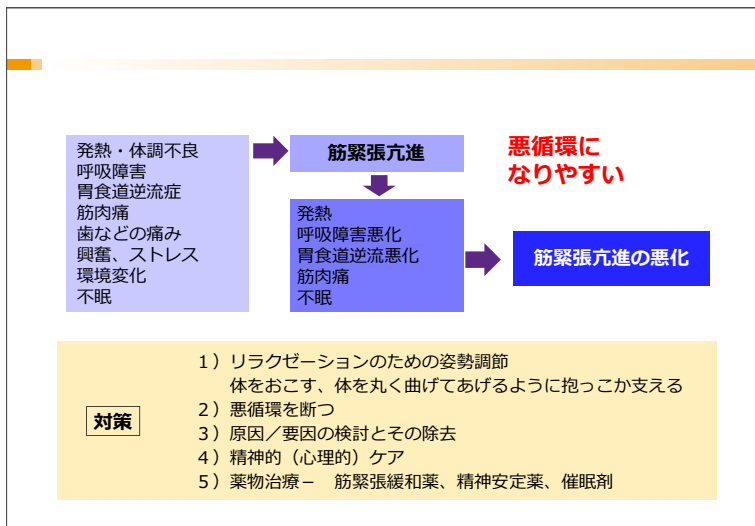 発熱・体調不良
呼吸障害
胃食道逆流症
筋肉痛
歯などの痛み
興奮、ストレス
環境変化
不眠
筋緊張亢進
発熱
呼吸障害悪化
胃食道逆流悪化
筋肉痛
不眠
悪循環に
なりやすい
筋緊張亢進の悪化
対策
1）リラクゼーションのための姿勢調節
体をおこす、体を丸く曲げてあげるように抱っこか支える
2）悪循環を断つ
3）原因／要因の検討とその除去
4）精神的（心理的）ケア
5）薬物治療－　筋緊張緩和薬、精神安定薬、催眠剤